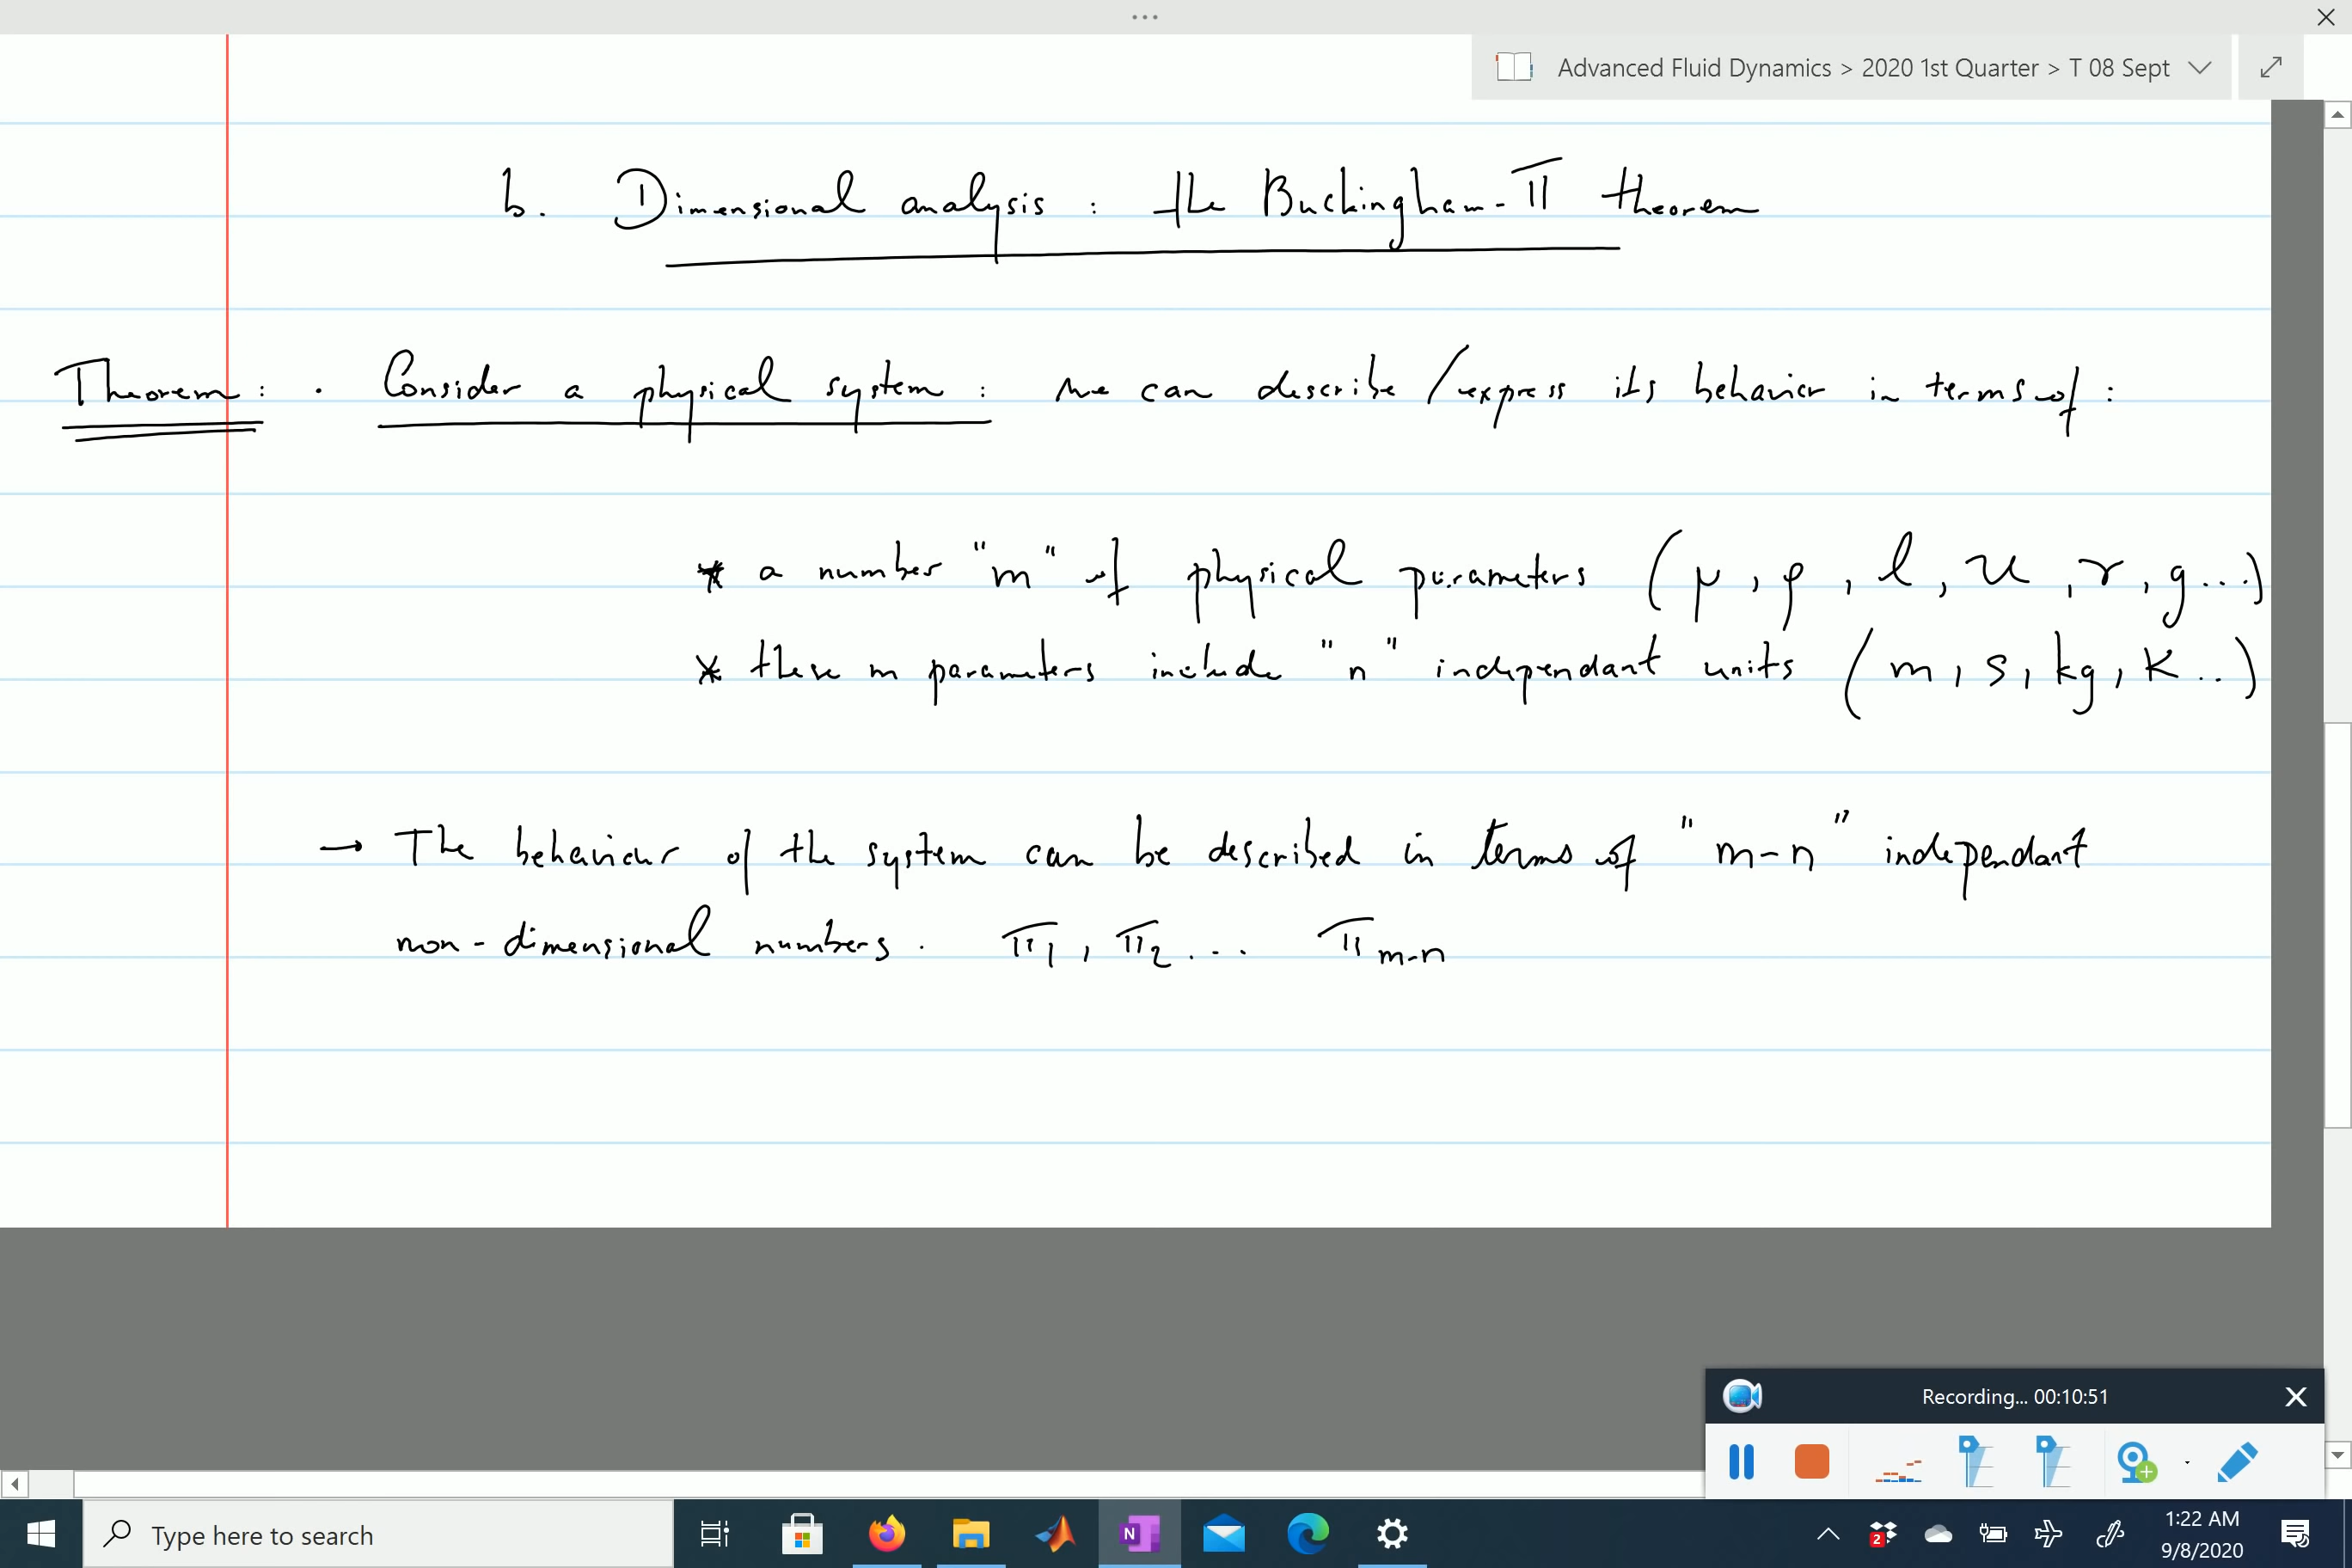 Advanced Fluid Dynamics > 2020 1st Quarter > T 08 Sept
b. Dimensional analysis : the Buckingham-Π theorem
Theorem : . Consider a physical system : we can describe / express its behavior in terms of :
* a number "m" of physical parameters (μ, ρ, l, U, γ, g...)
* these m parameters include "n" independant units (m, s, kg, K..)
→ The behaviour of the system can be described in terms of "m-n" independant
non-dimensional numbers. Π1, Π2 ... Πm-n
Recording... 00:10:51
Type here to search
N
2
1:22 AM
9/8/2020